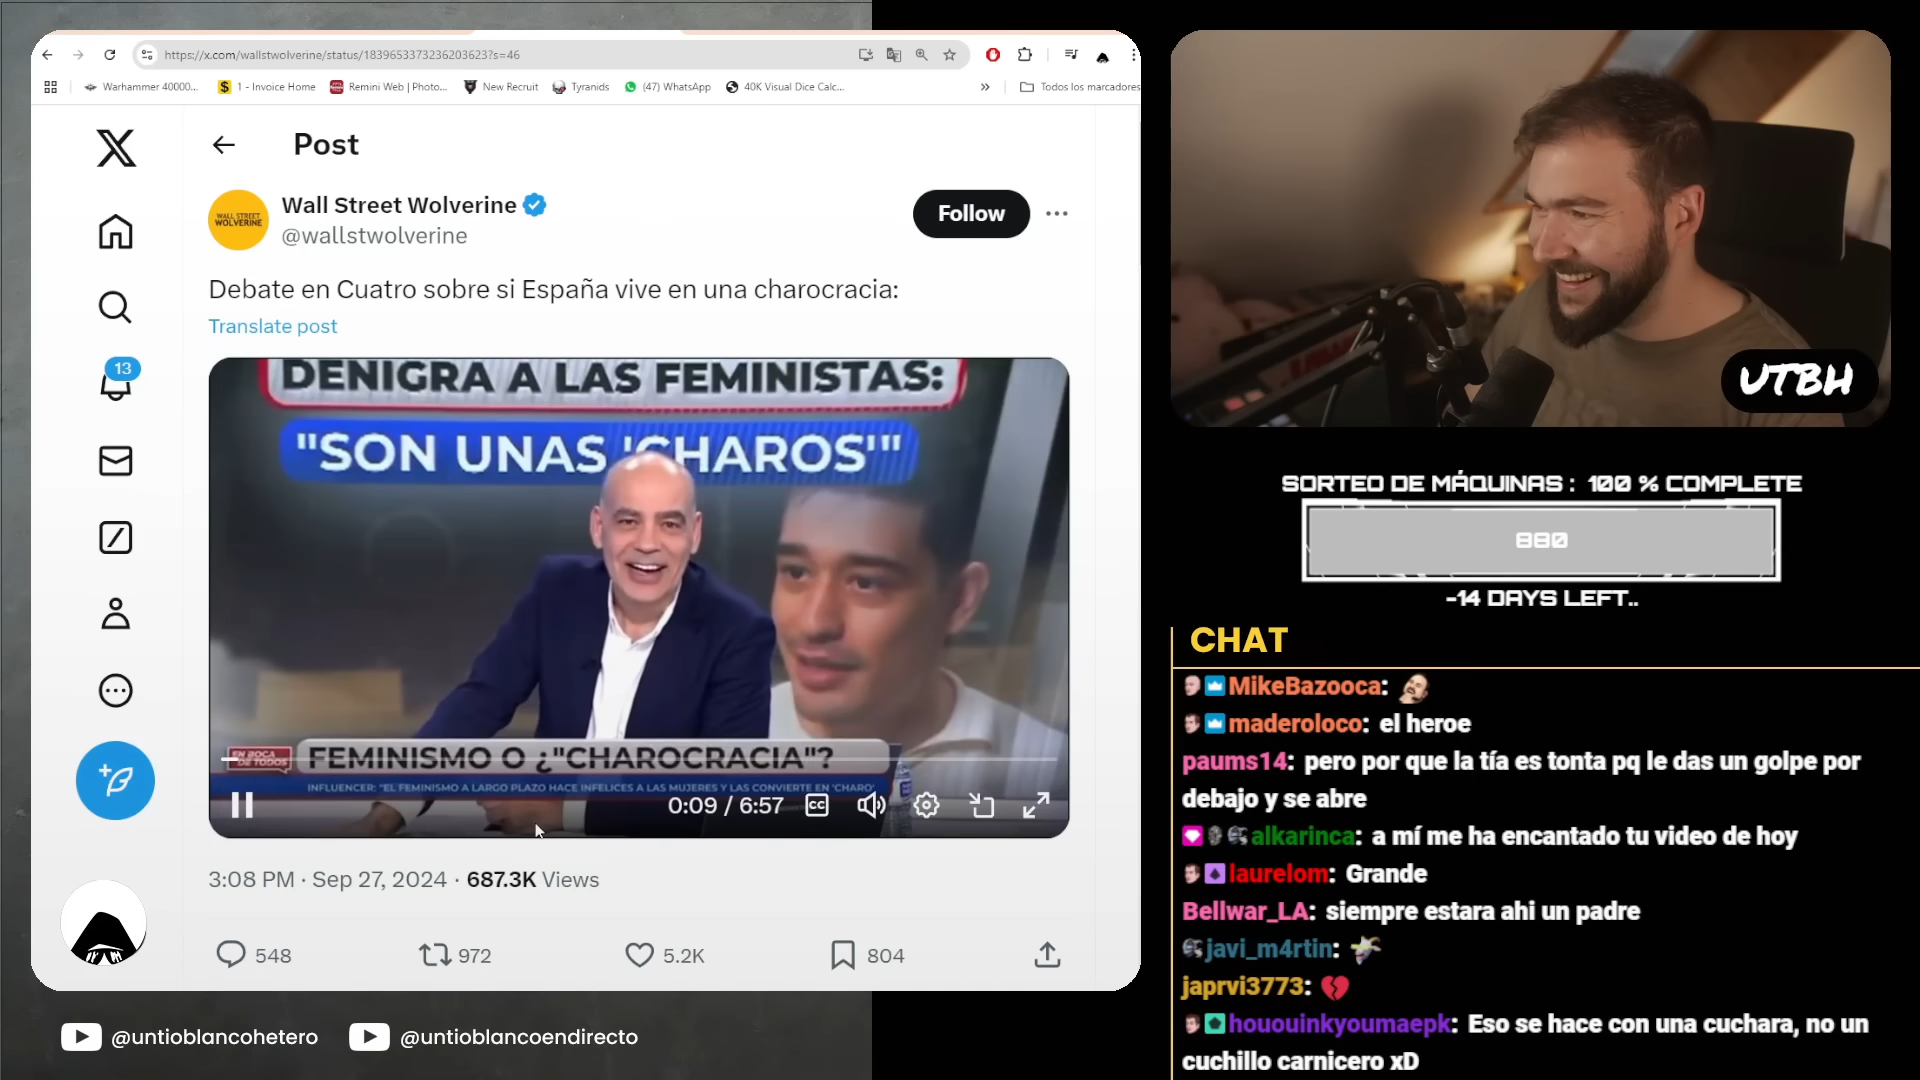 https://x.com/wallstwolverine/status/1839653373236203623?s=46
Warhammer 40000...
1 - Invoice Home
Remini Web | Photo...
New Recruit
Tyranids
(47) WhatsApp
40K Visual Dice Calc...
»
Todos los marcadores
Post
WALL STREET
WOLVERINE
Wall Street Wolverine
@wallstwolverine
Follow
Debate en Cuatro sobre si España vive en una charocracia:
Translate post
13
DENIGRA A LAS FEMINISTAS:
"SON UNAS 'CHAROS'"
EN BOCA
DE TODOS
FEMINISMO O ¿"CHAROCRACIA"?
INFLUENCER: "EL FEMINISMO A LARGO PLAZO HACE INFELICES A LAS MUJERES Y LAS CONVIERTE EN 'CHARO'
0:09 / 6:57
CC
3:08 PM · Sep 27, 2024 · 687.3K Views
548
972
5.2K
804
@untioblancohetero
@untioblancoendirecto
UTBH
SORTEO DE MÁQUINAS : 100 % COMPLETE
880
-14 DAYS LEFT..
CHAT
MikeBazooca:
maderoloco: el heroe
paums14: pero por que la tía es tonta pq le das un golpe por
debajo y se abre
alkarinca: a mí me ha encantado tu video de hoy
laurelom: Grande
Bellwar_LA: siempre estara ahi un padre
javi_m4rtin:
japrvi3773:
hououinkyoumaepk: Eso se hace con una cuchara, no un
cuchillo carnicero xD